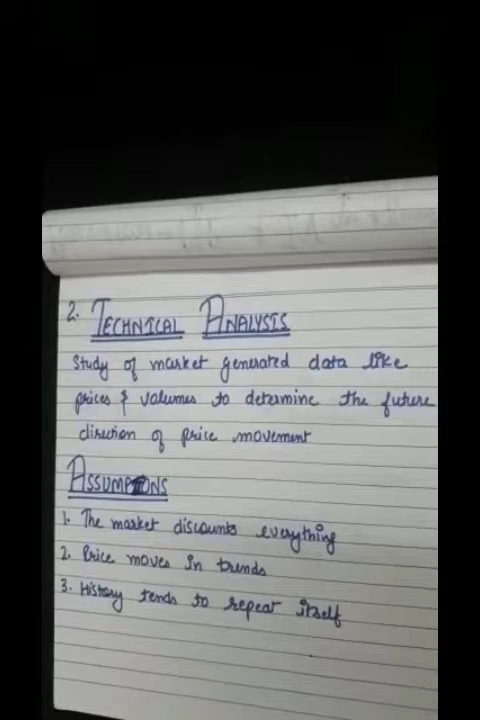 2. TECHNICAL ANALYSIS
Study of market generated data like
prices & volumes to determine the future
direction of price movement
ASSUMPTIONS
1. The market discounts everything
2. Price moves in trends
3. History tends to repeat itself